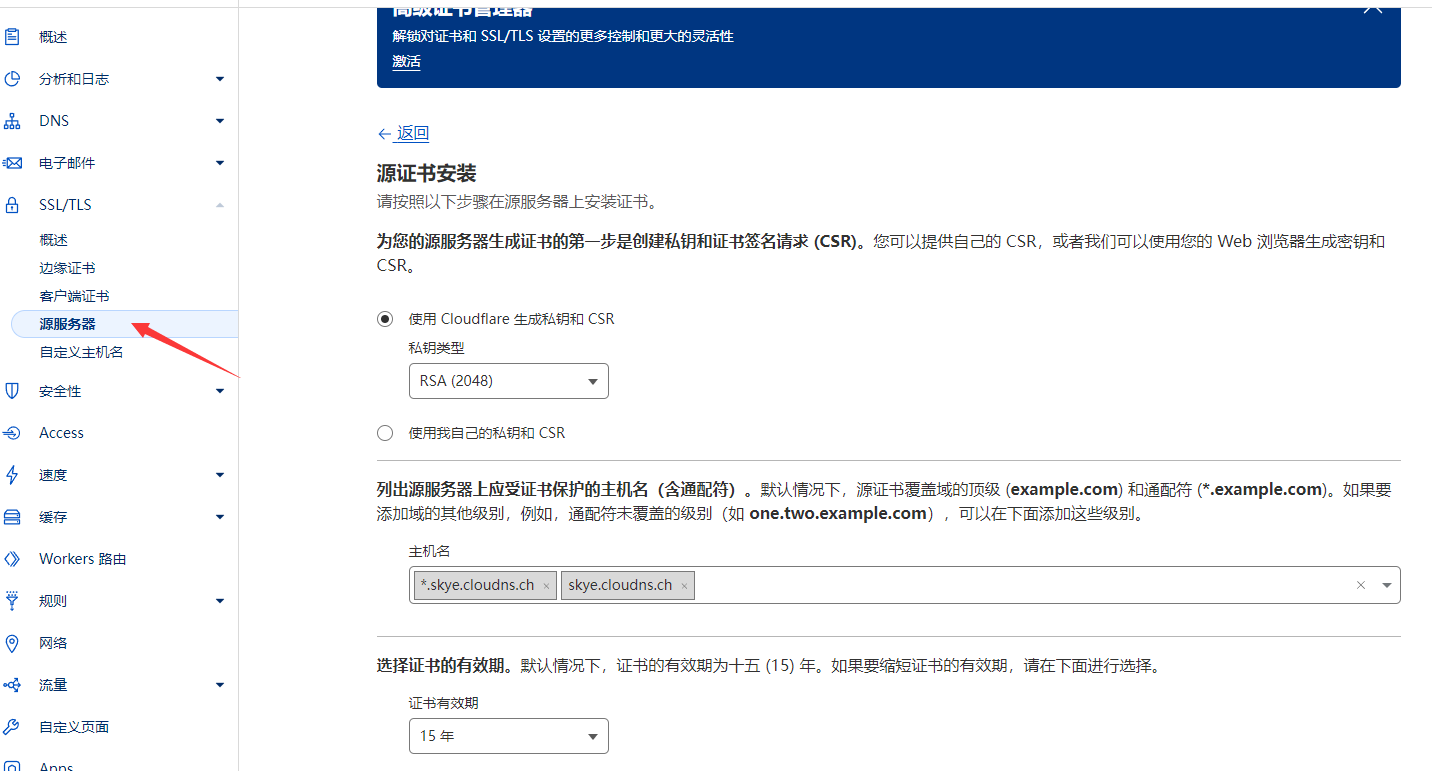 高级证书管理器
解锁对证书和 SSL/TLS 设置的更多控制和更大的灵活性
激活
概述
分析和日志
DNS
电子邮件
SSL/TLS
概述
边缘证书
客户端证书
源服务器
自定义主机名
安全性
Access
速度
缓存
Workers 路由
规则
网络
流量
自定义页面
Apps
← 返回
源证书安装
请按照以下步骤在源服务器上安装证书。
为您的源服务器生成证书的第一步是创建私钥和证书签名请求 (CSR)。您可以提供自己的 CSR，或者我们可以使用您的 Web 浏览器生成密钥和
CSR。
使用 Cloudflare 生成私钥和 CSR
私钥类型
RSA (2048)
使用我自己的私钥和 CSR
列出源服务器上应受证书保护的主机名（含通配符）。默认情况下，源证书覆盖域的顶级 (example.com) 和通配符 (*.example.com)。如果要
添加域的其他级别，例如，通配符未覆盖的级别（如 one.two.example.com），可以在下面添加这些级别。
主机名
*.skye.cloudns.ch × skye.cloudns.ch ×
选择证书的有效期。默认情况下，证书的有效期为十五 (15) 年。如果要缩短证书的有效期，请在下面进行选择。
证书有效期
15 年